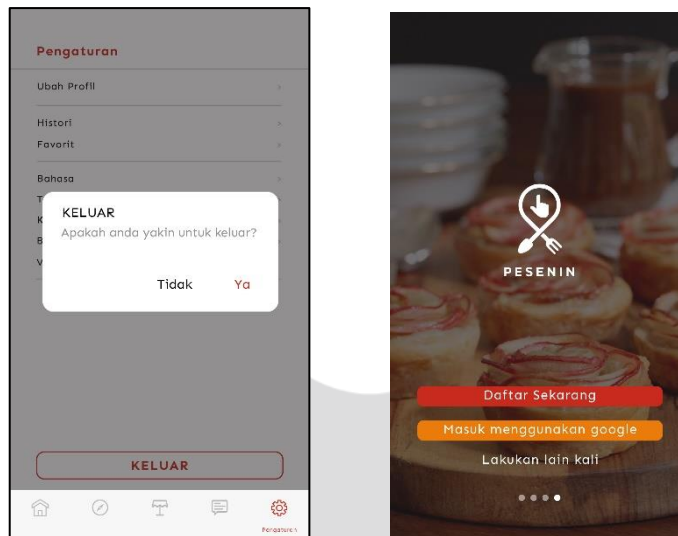 Pengaturan
Ubah Profil
Histori
Favorit
Bahasa
T
K
B
V
KELUAR
Apakah anda yakin untuk keluar?
Tidak Ya
KELUAR
Pengaturan
PESENIN
Daftar Sekarang
Masuk menggunakan google
Lakukan lain kali